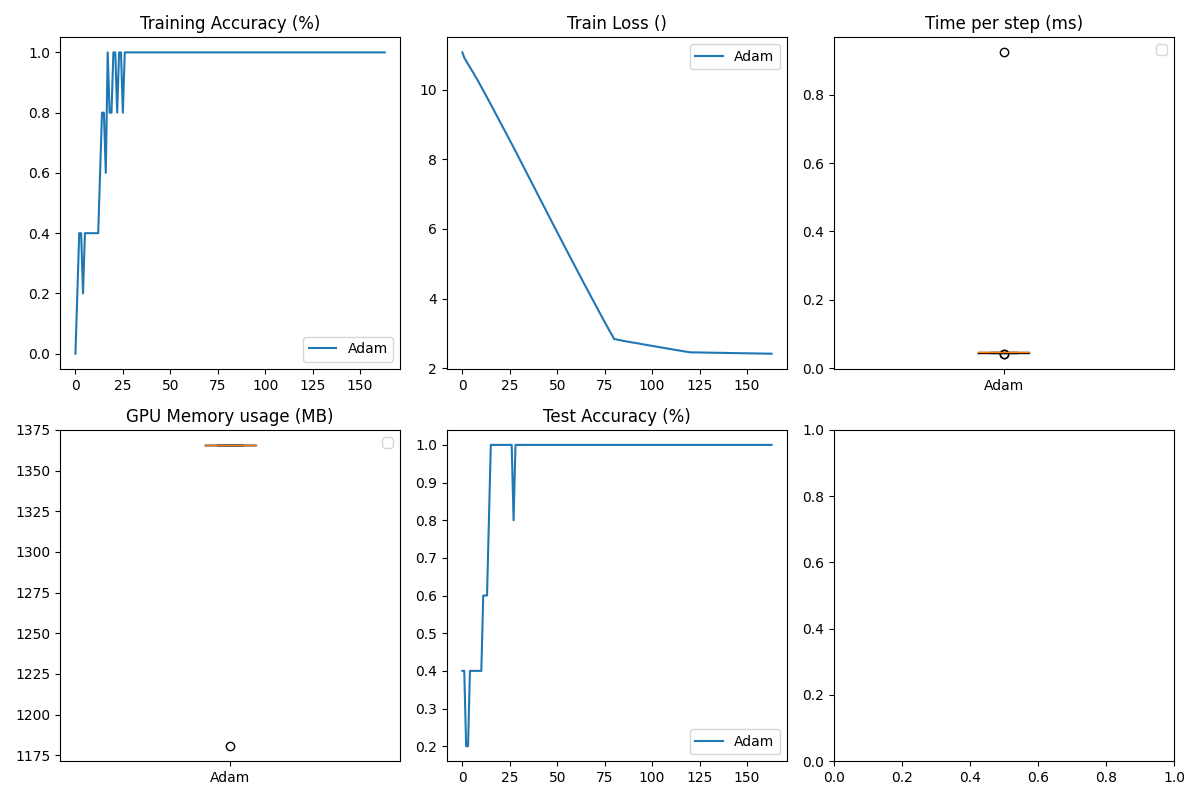 Training Accuracy (%)
1.0
0.8
0.6
0.4
0.2
0.0
Adam
0 25 50 75 100 125 150
Train Loss ()
Adam
10
8
6
4
2
0 25 50 75 100 125 150
Time per step (ms)
0.8
0.6
0.4
0.2
0.0
Adam
GPU Memory usage (MB)
1375
1350
1325
1300
1275
1250
1225
1200
1175
Adam
Test Accuracy (%)
1.0
0.9
0.8
0.7
0.6
0.5
0.4
0.3
0.2
Adam
0 25 50 75 100 125 150
1.0
0.8
0.6
0.4
0.2
0.0
0.0 0.2 0.4 0.6 0.8 1.0